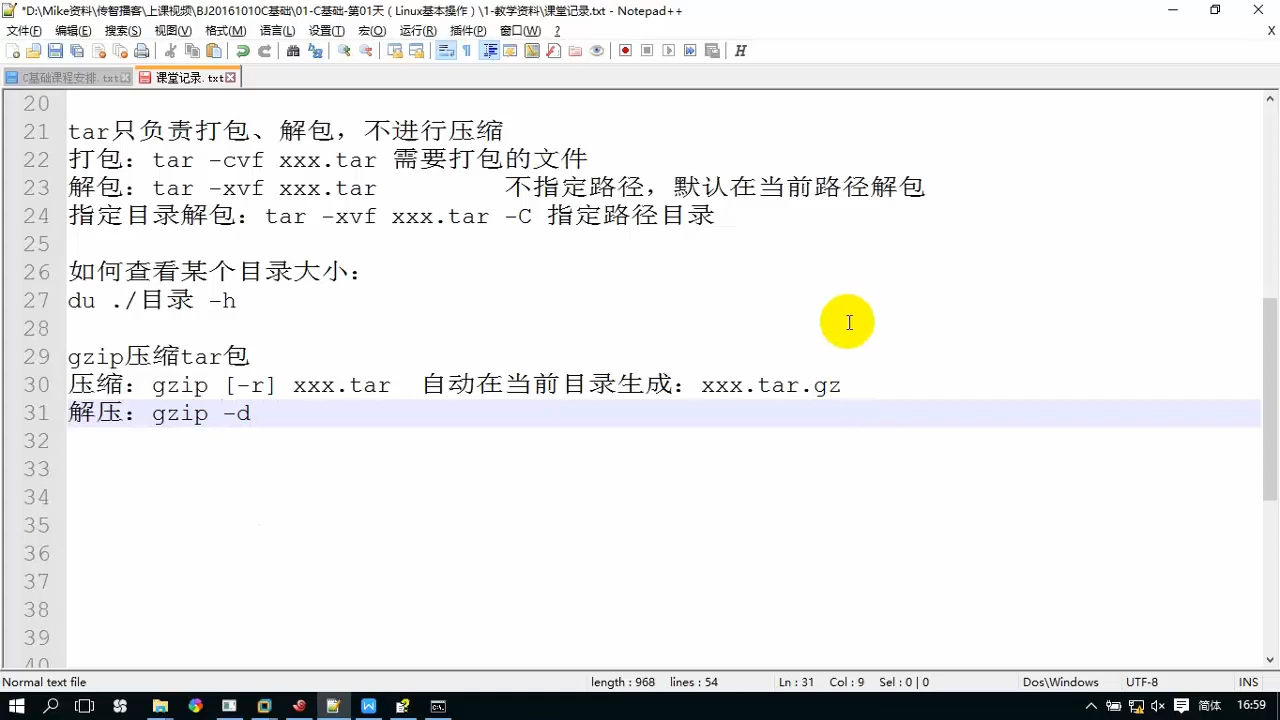 *D:\Mike资料\传智播客\上课视频\BJ20161010C基础\01-C基础-第01天（Linux基本操作）\1-教学资料\课堂记录.txt - Notepad++
文件(F) 编辑(E) 搜索(S) 视图(V) 格式(M) 语言(L) 设置(T) 宏(O) 运行(R) 插件(P) 窗口(W) ? X
H
C基础课程安排.txt 课堂记录.txt
20
21 tar只负责打包、解包，不进行压缩
22 打包：tar -cvf xxx.tar 需要打包的文件
23 解包：tar -xvf xxx.tar 不指定路径，默认在当前路径解包
24 指定目录解包：tar -xvf xxx.tar -C 指定路径目录
25
26 如何查看某个目录大小：
27 du ./目录 -h
28
29 gzip压缩tar包
30 压缩：gzip [-r] xxx.tar 自动在当前目录生成：xxx.tar.gz
31 解压：gzip -d
32
33
34
35
36
37
38
39
40
Normal text file length : 968 lines : 54 Ln : 31 Col : 9 Sel : 0 | 0 Dos\Windows UTF-8 INS
简体 16:59